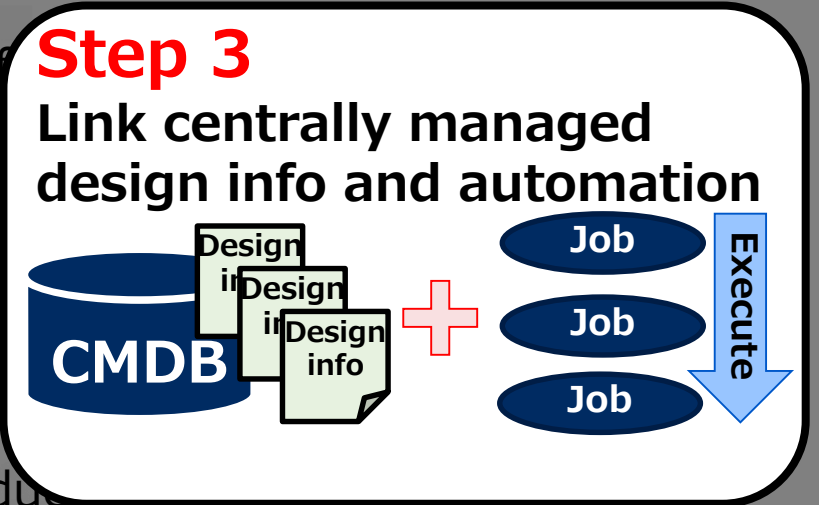 Step 3
Link centrally managed
design info and automation
Design
Design
Design
info
CMDB
Job
Job
Job
Execute